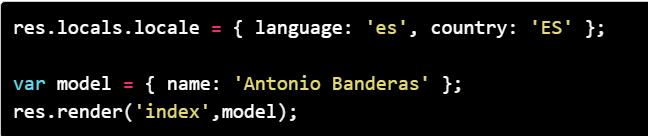 res.locals.locale = { language: 'es', country: 'ES' };
var model = { name: 'Antonio Banderas' };
res.render('index',model);